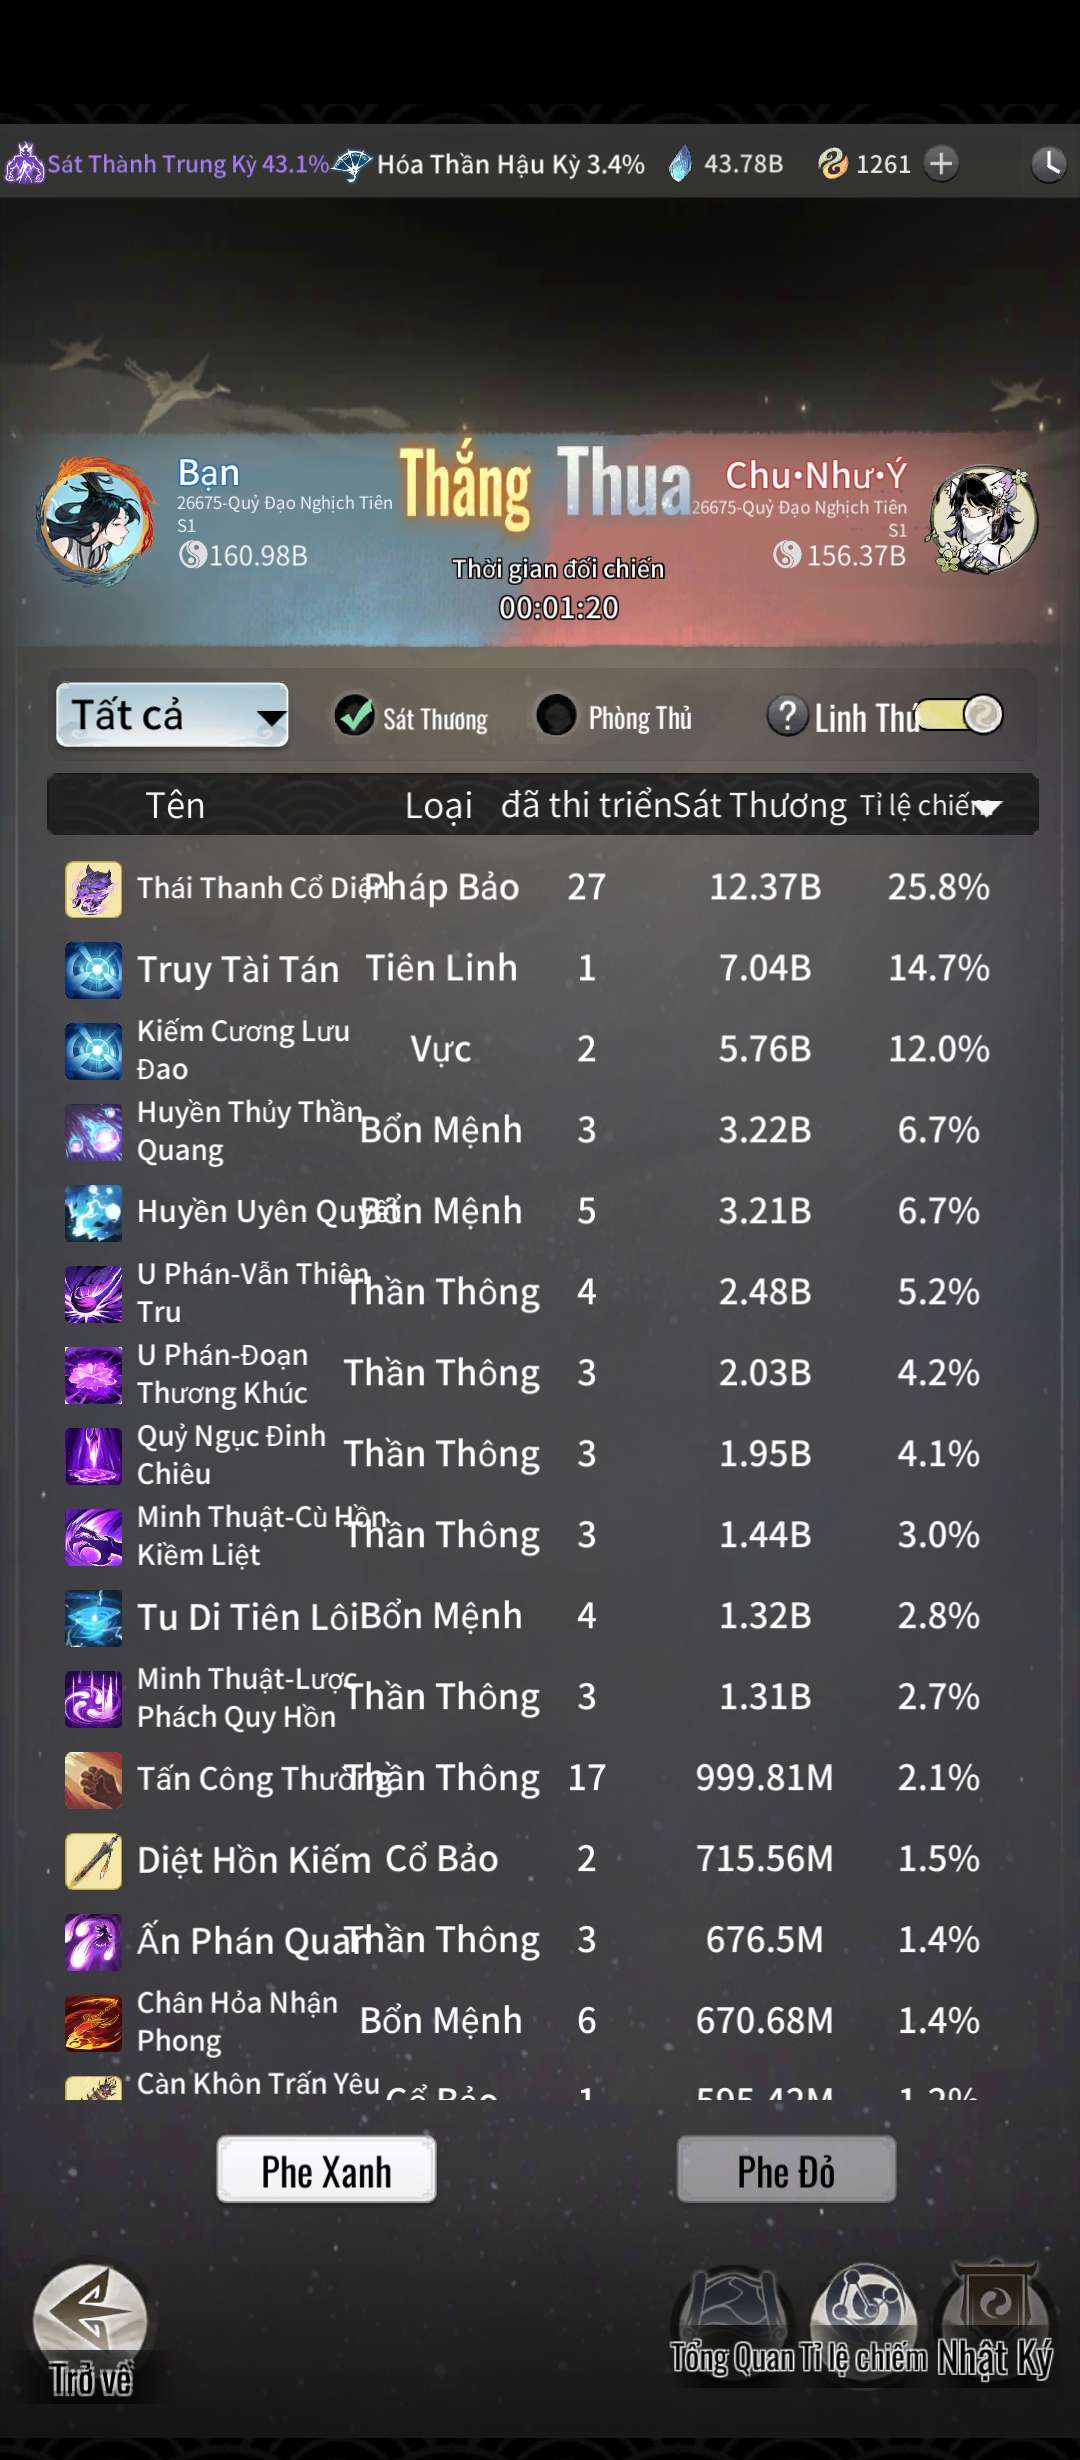 Sát Thành Trung Kỳ 43.1% Hóa Thần Hậu Kỳ 3.4% 43.78B 1261
Bạn Thắng Thua Chu•Như•Ý
26675-Quỷ Đạo Nghịch Tiên S1 26675-Quỷ Đạo Nghịch Tiên S1
160.98B 156.37B
Thời gian đối chiến
00:01:20
Tất cả Sát Thương Phòng Thủ ? Linh Thú
Tên Loại đã thi triển Sát Thương Tỉ lệ chiếm
Thái Thanh Cổ Diện Pháp Bảo 27 12.37B 25.8%
Truy Tài Tán Tiên Linh 1 7.04B 14.7%
Kiếm Cương Lưu Đao Vực 2 5.76B 12.0%
Huyền Thủy Thần Quang Bổn Mệnh 3 3.22B 6.7%
Huyền Uyên Quyết Bổn Mệnh 5 3.21B 6.7%
U Phán-Vẫn Thiên Tru Thần Thông 4 2.48B 5.2%
U Phán-Đoạn Thương Khúc Thần Thông 3 2.03B 4.2%
Quỷ Ngục Đinh Chiêu Thần Thông 3 1.95B 4.1%
Minh Thuật-Cù Hồn Kiềm Liệt Thần Thông 3 1.44B 3.0%
Tu Di Tiên Lôi Bổn Mệnh 4 1.32B 2.8%
Minh Thuật-Lược Phách Quy Hồn Thần Thông 3 1.31B 2.7%
Tấn Công Thường Thần Thông 17 999.81M 2.1%
Diệt Hồn Kiếm Cổ Bảo 2 715.56M 1.5%
Ấn Phán Quan Thần Thông 3 676.5M 1.4%
Chân Hỏa Nhận Phong Bổn Mệnh 6 670.68M 1.4%
Càn Khôn Trấn Yêu Cổ Bảo 1 595.42M 1.2%
Phe Xanh Phe Đỏ
Trở về Tổng Quan Tỉ lệ chiếm Nhật Ký